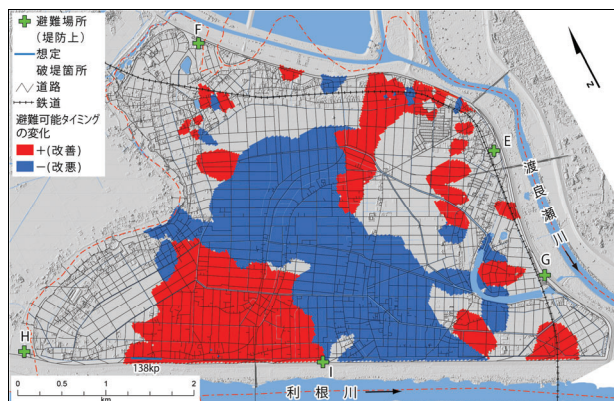 避難場所
(堤防上)
想定
破堤箇所
道路
鉄道
避難可能タイミング
の変化
+(改善)
−(改悪)
F
E
G
H
I
N
渡良瀬川
138kp
利根川
0 0.5 1 2
km